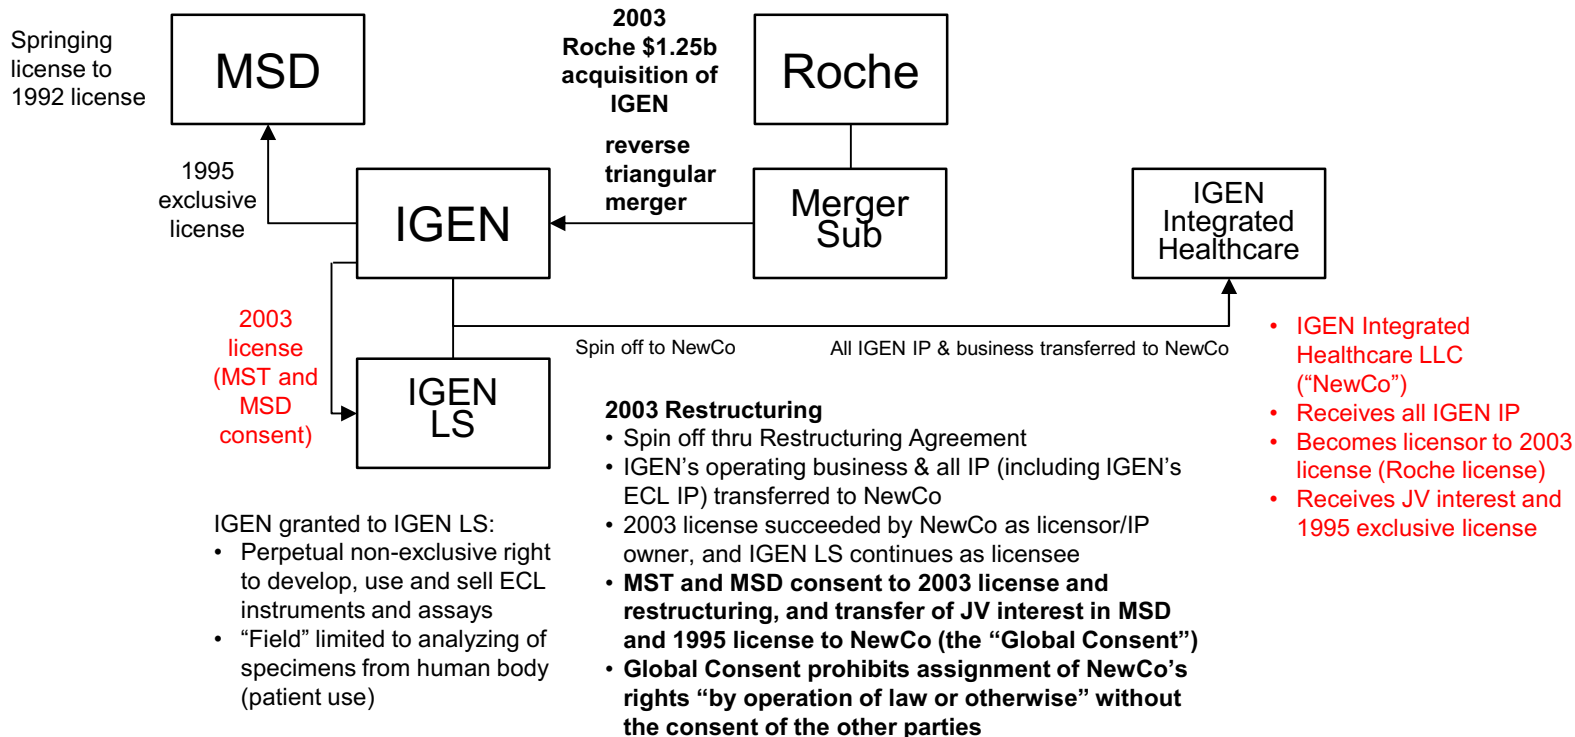 Springing
license to
1992 license
MSD
2003
Roche $1.25b
acquisition of
IGEN
reverse
triangular
merger
Roche
1995
exclusive
license
IGEN
Merger
Sub
IGEN
Integrated
Healthcare
2003
license
(MST and
MSD
consent)
IGEN
LS
Spin off to NewCo
All IGEN IP & business transferred to NewCo
• IGEN Integrated
Healthcare LLC
(“NewCo”)
• Receives all IGEN IP
• Becomes licensor to 2003
license (Roche license)
• Receives JV interest and
1995 exclusive license
IGEN granted to IGEN LS:
• Perpetual non-exclusive right
to develop, use and sell ECL
instruments and assays
• “Field” limited to analyzing of
specimens from human body
(patient use)
2003 Restructuring
• Spin off thru Restructuring Agreement
• IGEN’s operating business & all IP (including IGEN’s
ECL IP) transferred to NewCo
• 2003 license succeeded by NewCo as licensor/IP
owner, and IGEN LS continues as licensee
• MST and MSD consent to 2003 license and
restructuring, and transfer of JV interest in MSD
and 1995 license to NewCo (the “Global Consent”)
• Global Consent prohibits assignment of NewCo’s
rights “by operation of law or otherwise” without
the consent of the other parties